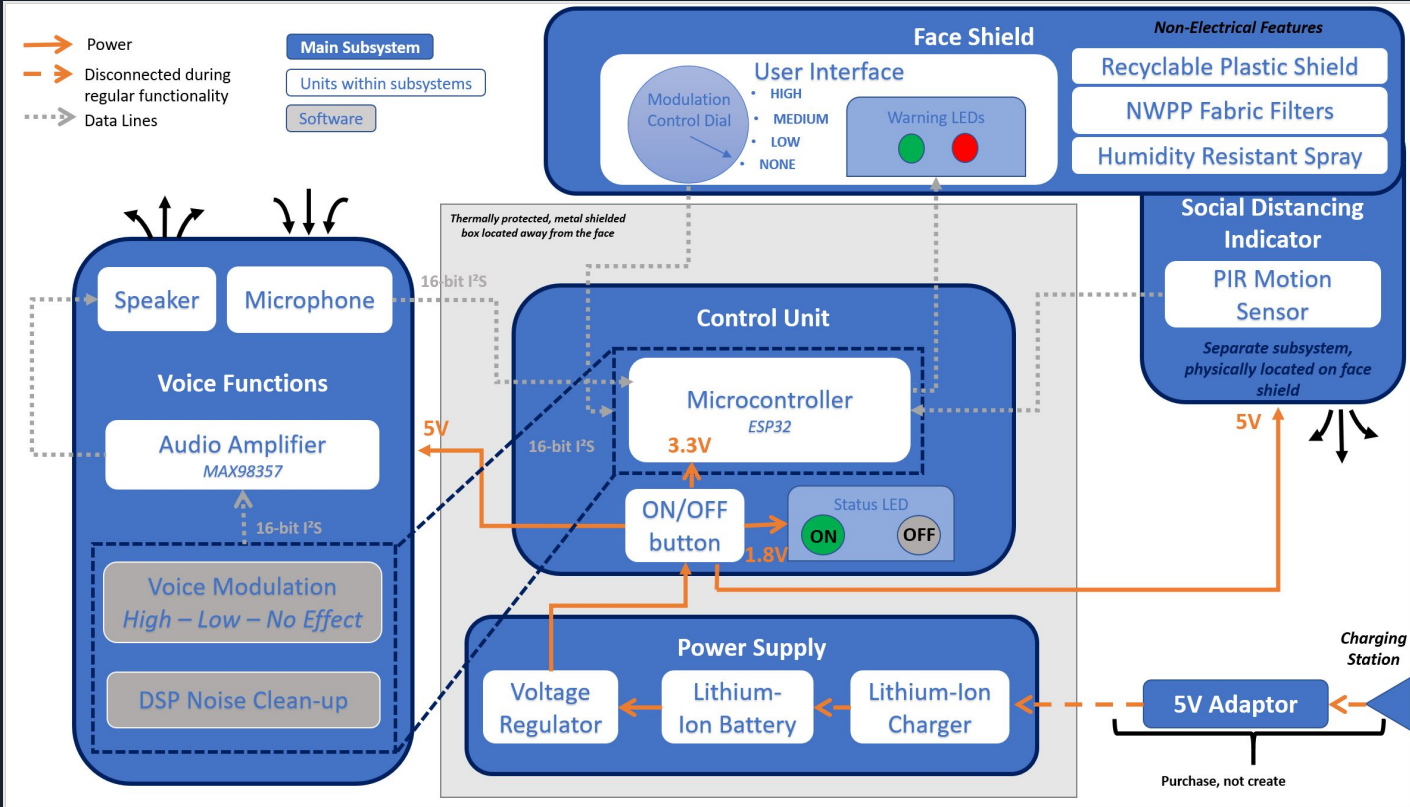 Power
Disconnected during
regular functionality
Data Lines
Main Subsystem
Units within subsystems
Software
Face Shield
User Interface
Modulation
Control Dial
• HIGH
• MEDIUM
• LOW
• NONE
Warning LEDs
Non-Electrical Features
Recyclable Plastic Shield
NWPP Fabric Filters
Humidity Resistant Spray
Social Distancing
Indicator
PIR Motion
Sensor
Separate subsystem,
physically located on face
shield
5V
Thermally protected, metal shielded
box located away from the face
Speaker
Microphone
16-bit I²S
Voice Functions
Audio Amplifier
MAX98357
16-bit I²S
Voice Modulation
High – Low – No Effect
DSP Noise Clean-up
5V
Control Unit
Microcontroller
ESP32
16-bit I²S
3.3V
ON/OFF
button
1.8V
Status LED
ON
OFF
Power Supply
Voltage
Regulator
Lithium-
Ion Battery
Lithium-Ion
Charger
5V Adaptor
Charging
Station
Purchase, not create